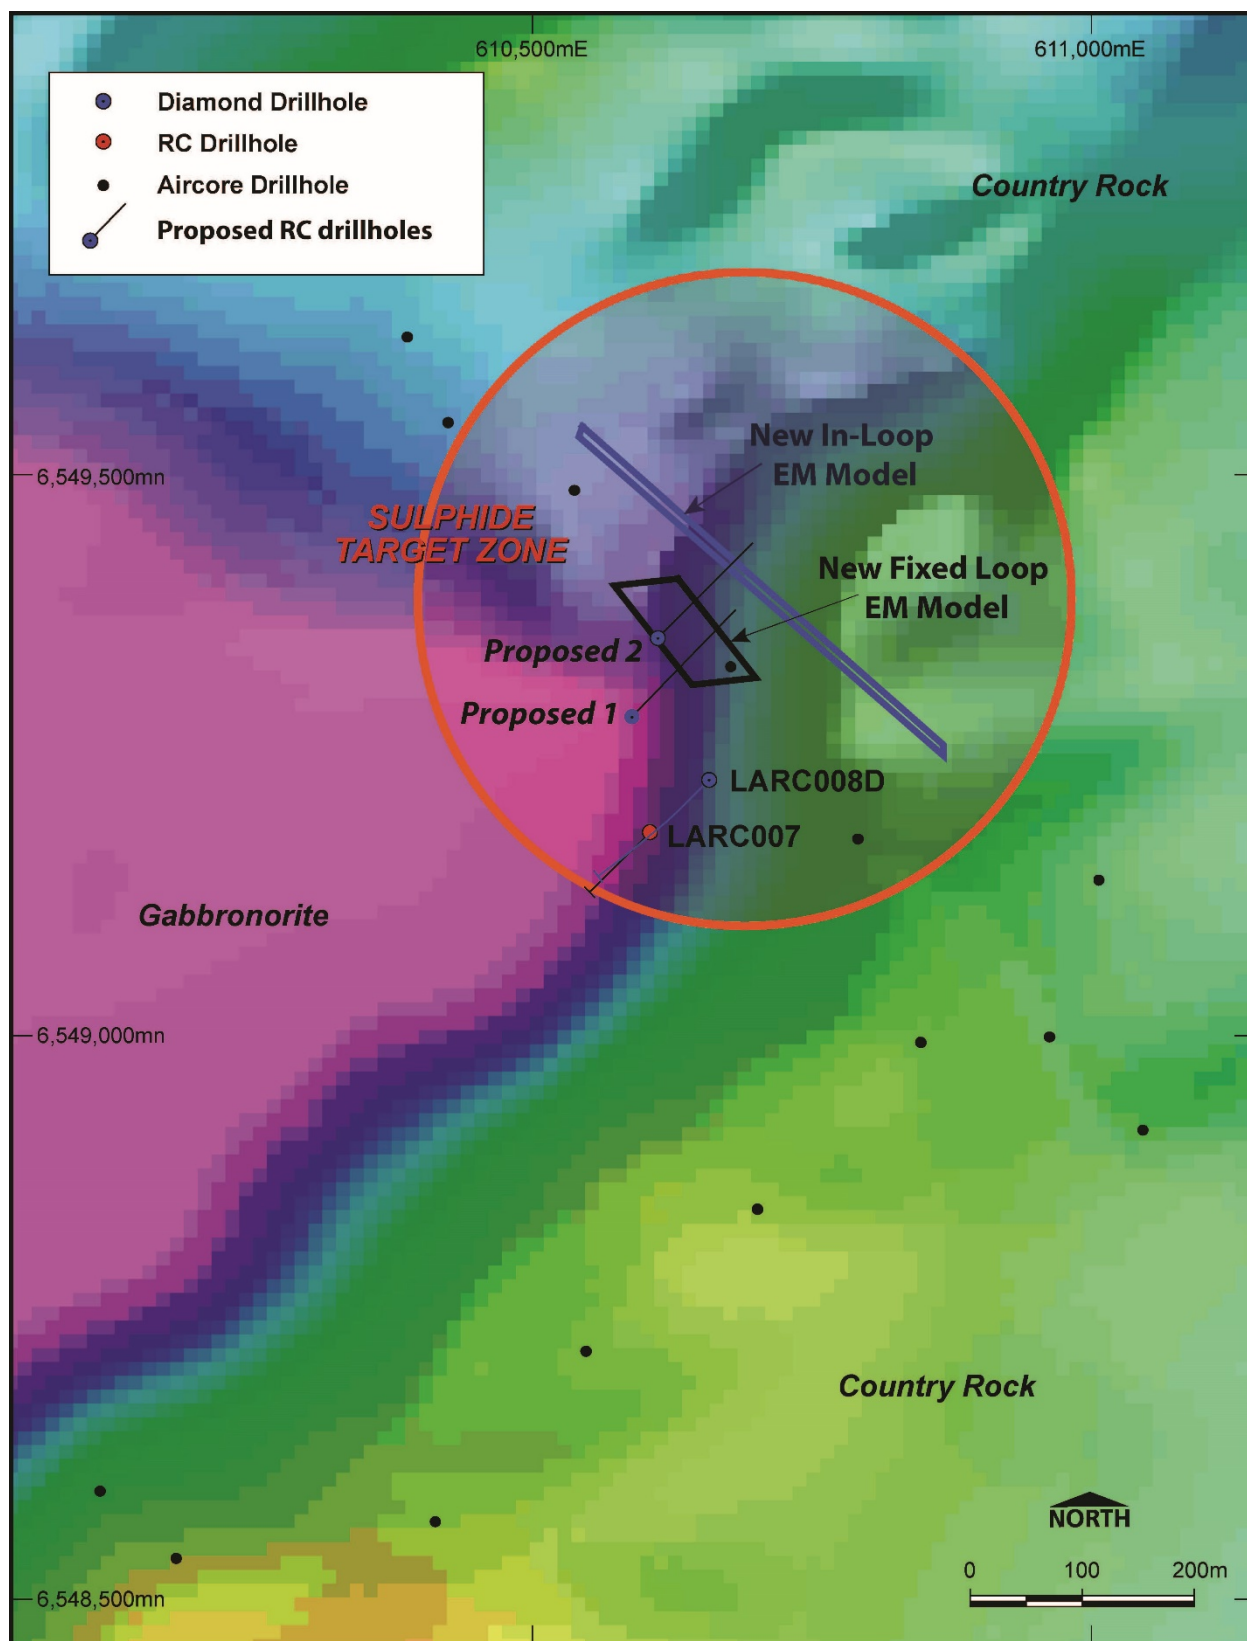 610,500mE
611,000mE
Diamond Drillhole
RC Drillhole
Aircore Drillhole
Proposed RC drillholes
Country Rock
New In-Loop
EM Model
6,549,500mn
SULPHIDE
TARGET ZONE
New Fixed Loop
EM Model
Proposed 2
Proposed 1
LARC008D
LARC007
Gabbronorite
6,549,000mn
Country Rock
NORTH
0 100 200m
6,548,500mn